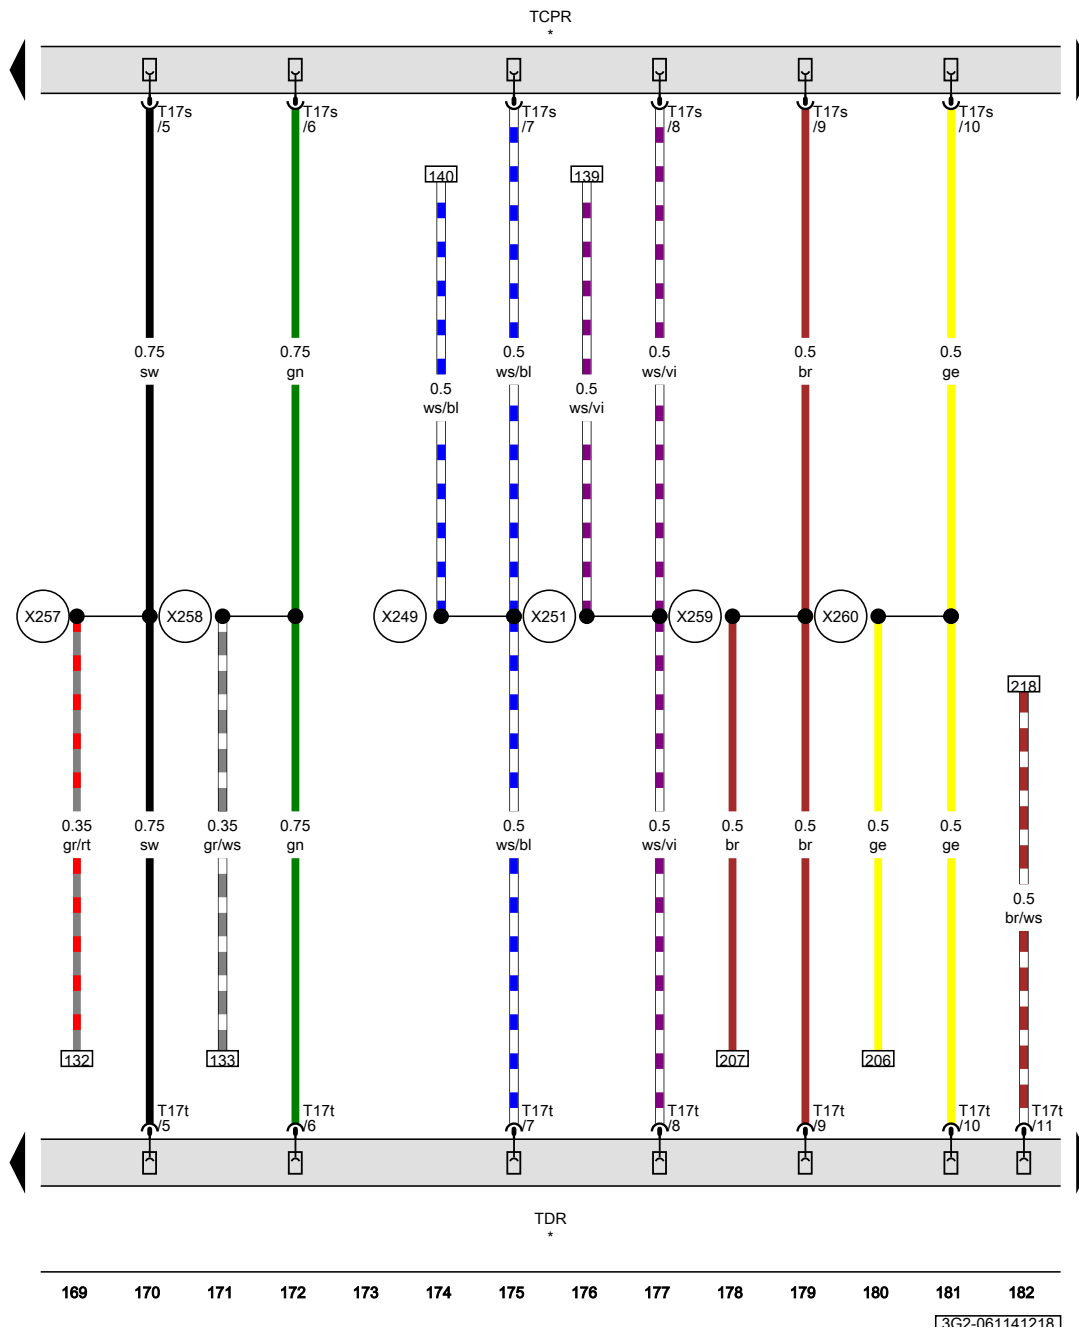 TCPR
*
T17s
/5
T17s
/6
T17s
/7
T17s
/8
T17s
/9
T17s
/10
140
139
0.75
sw
0.75
gn
0.5
ws/bl
0.5
ws/vi
0.5
br
0.5
ge
0.5
ws/bl
0.5
ws/vi
X257
X258
X249
X251
X259
X260
218
0.35
gr/rt
0.75
sw
0.35
gr/ws
0.75
gn
0.5
ws/bl
0.5
ws/vi
0.5
br
0.5
br
0.5
ge
0.5
ge
0.5
br/ws
132
133
207
206
T17t
/5
T17t
/6
T17t
/7
T17t
/8
T17t
/9
T17t
/10
T17t
/11
TDR
*
169 170 171 172 173 174 175 176 177 178 179 180 181 182
3G2-061141218